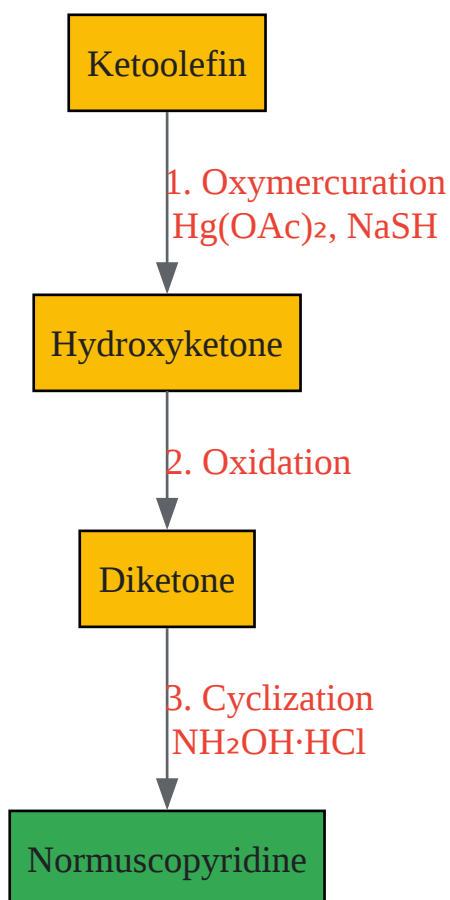 Ketoolefin
1. Oxymercuration
Hg(OAc)₂, NaSH
Hydroxyketone
2. Oxidation
Diketone
3. Cyclization
NH₂OH·HCl
Normuscopyridine